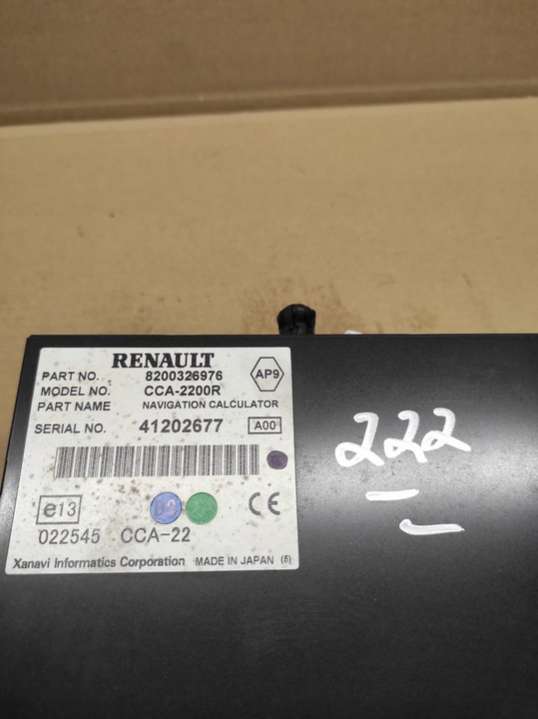 RENAULT
PART NO. 8200326976 AP9
MODEL NO. CCA-2200R
PART NAME NAVIGATION CALCULATOR
SERIAL NO. 41202677 A00
e13 CE
022545 CCA-22
Xanavi Informatics Corporation MADE IN JAPAN (5)
222